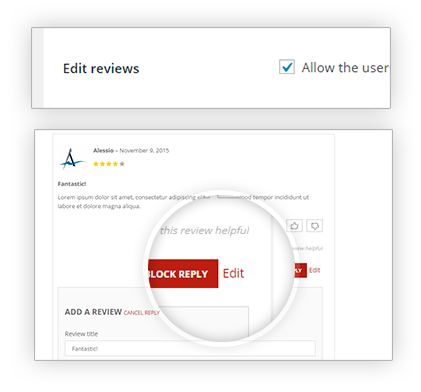 Edit reviews
Allow the user
Alessio – November 9, 2015
Fantastic!
Lorem ipsum dolor sit amet, consectetur adipiscing tempor incididunt ut
labore et dolore magna aliqua.
this review helpful
review helpful
BLOCK REPLY Edit
PLY Edit
ADD A REVIEW CANCEL REPLY
Review title
Fantastic!